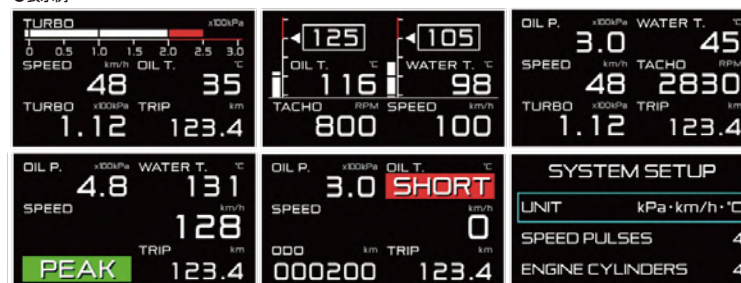 TURBO x100kPa
0 0.5 1.0 1.5 2.0 2.5 3.0
SPEED km/h OIL T. ℃
48 35
TURBO x100kPa TRIP km
1.12 123.4
125 105
OIL T. ℃ WATER T. ℃
116 98
TACHO RPM SPEED km/h
800 100
OIL P. x100kPa WATER T. ℃
3.0 45
SPEED km/h TACHO RPM
48 2830
TURBO x100kPa TRIP km
1.12 123.4
OIL P. x100kPa WATER T. ℃
4.8 131
SPEED km/h
128
TRIP km
PEAK 123.4
OIL P. x100kPa OIL T. ℃
3.0 SHORT
SPEED km/h
0
ODO km TRIP km
000200 123.4
SYSTEM SETUP
UNIT kPa·km/h·℃
SPEED PULSES 4
ENGINE CYLINDERS 4